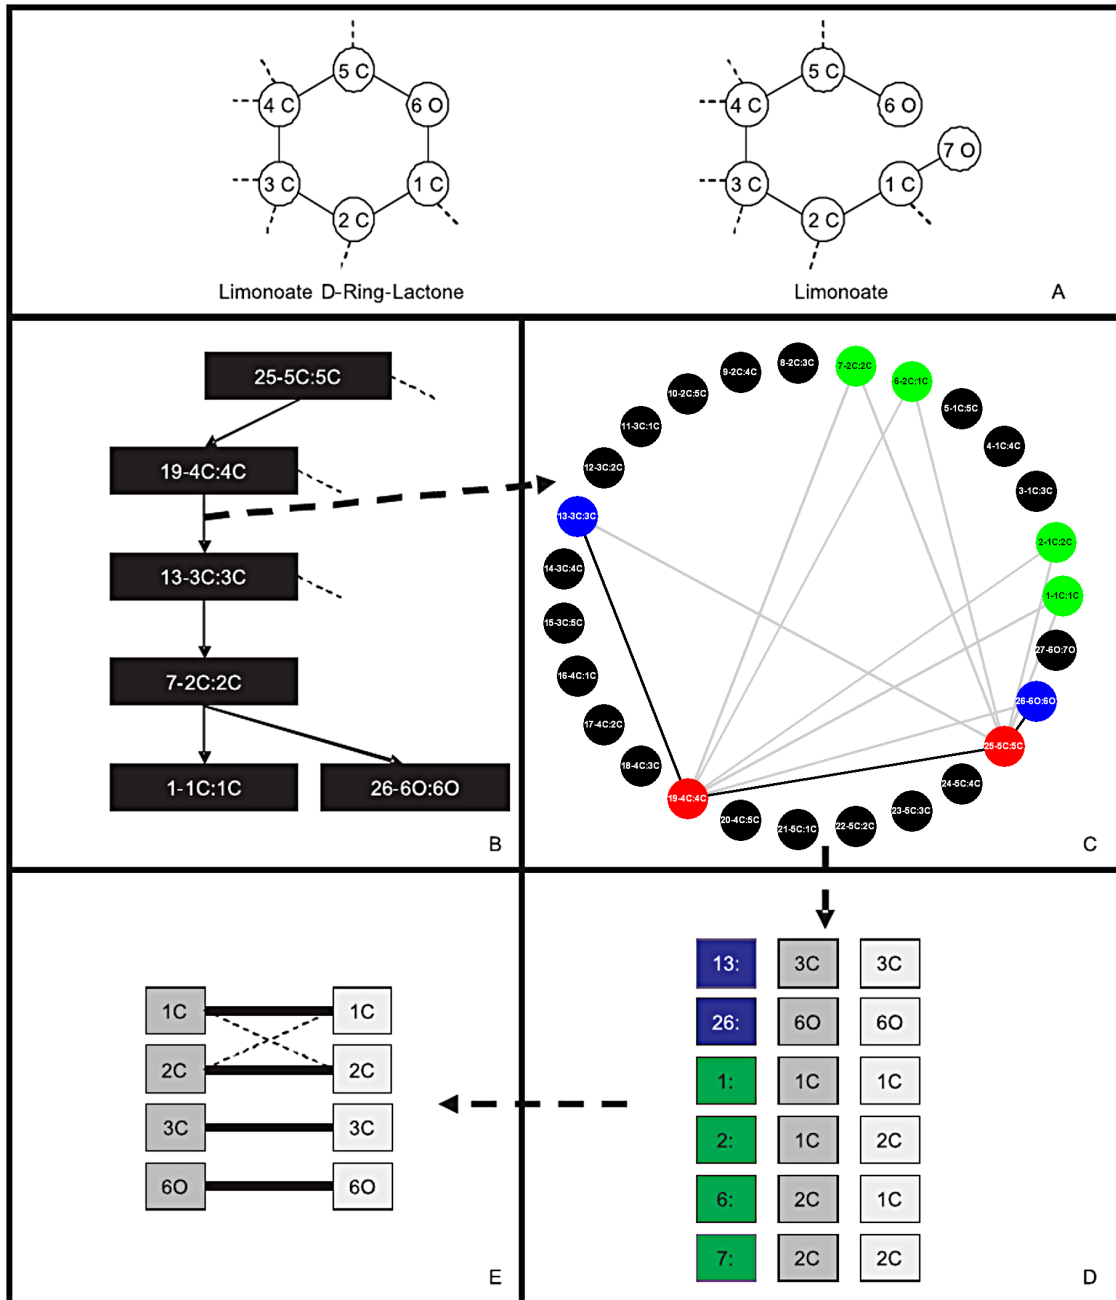 5 C
4 C
6 O
3 C
1 C
2 C
Limonoate D-Ring-Lactone
5 C
4 C
6 O
7 O
3 C
1 C
2 C
Limonoate
A
25-5C:5C
19-4C:4C
13-3C:3C
7-2C:2C
1-1C:1C
26-6O:6O
B
8-2C:3C
7-2C:2C
9-2C:4C
6-2C:1C
10-2C:5C
5-1C:5C
11-3C:1C
4-1C:4C
12-3C:2C
3-1C:3C
13-3C:3C
2-1C:2C
14-3C:4C
1-1C:1C
15-3C:5C
27-6O:7O
16-4C:1C
26-6O:6O
17-4C:2C
25-5C:5C
18-4C:3C
24-5C:4C
19-4C:4C
23-5C:3C
20-4C:5C
22-5C:2C
21-5C:1C
C
1C 1C
2C 2C
3C 3C
6O 6O
E
13: 3C 3C
26: 6O 6O
1: 1C 1C
2: 1C 2C
6: 2C 1C
7: 2C 2C
D